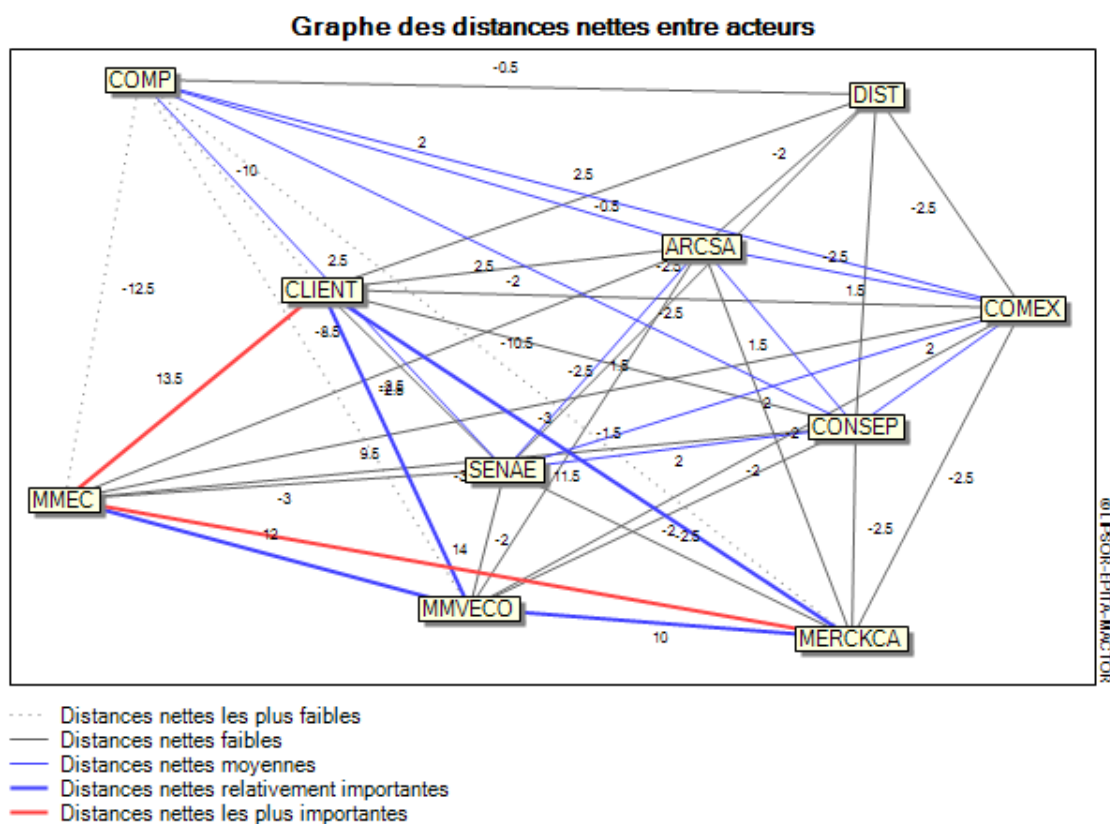 Graphe des distances nettes entre acteurs
COMP
-0.5
DIST
-10
2
-2
2.5
-0.5
-2.5
ARCSA
2.5
2.5
-2.5
-2.5
CLIENT
-2
1.5
COMEX
-12.5
-8.5
-2.5
-10.5
1.5
2
13.5
-2.5
1.5
2
-3
CONSEP
9.5
-1.5
-2
SENAE
2
MMEC
-3
-3
11.5
-2
-2.5
12
-2
-2
-2.5
-2.5
14
MMVECO
10
MERCKCA
© LIPSOR-EPITA-MACTOR
Distances nettes les plus faibles
Distances nettes faibles
Distances nettes moyennes
Distances nettes relativement importantes
Distances nettes les plus importantes